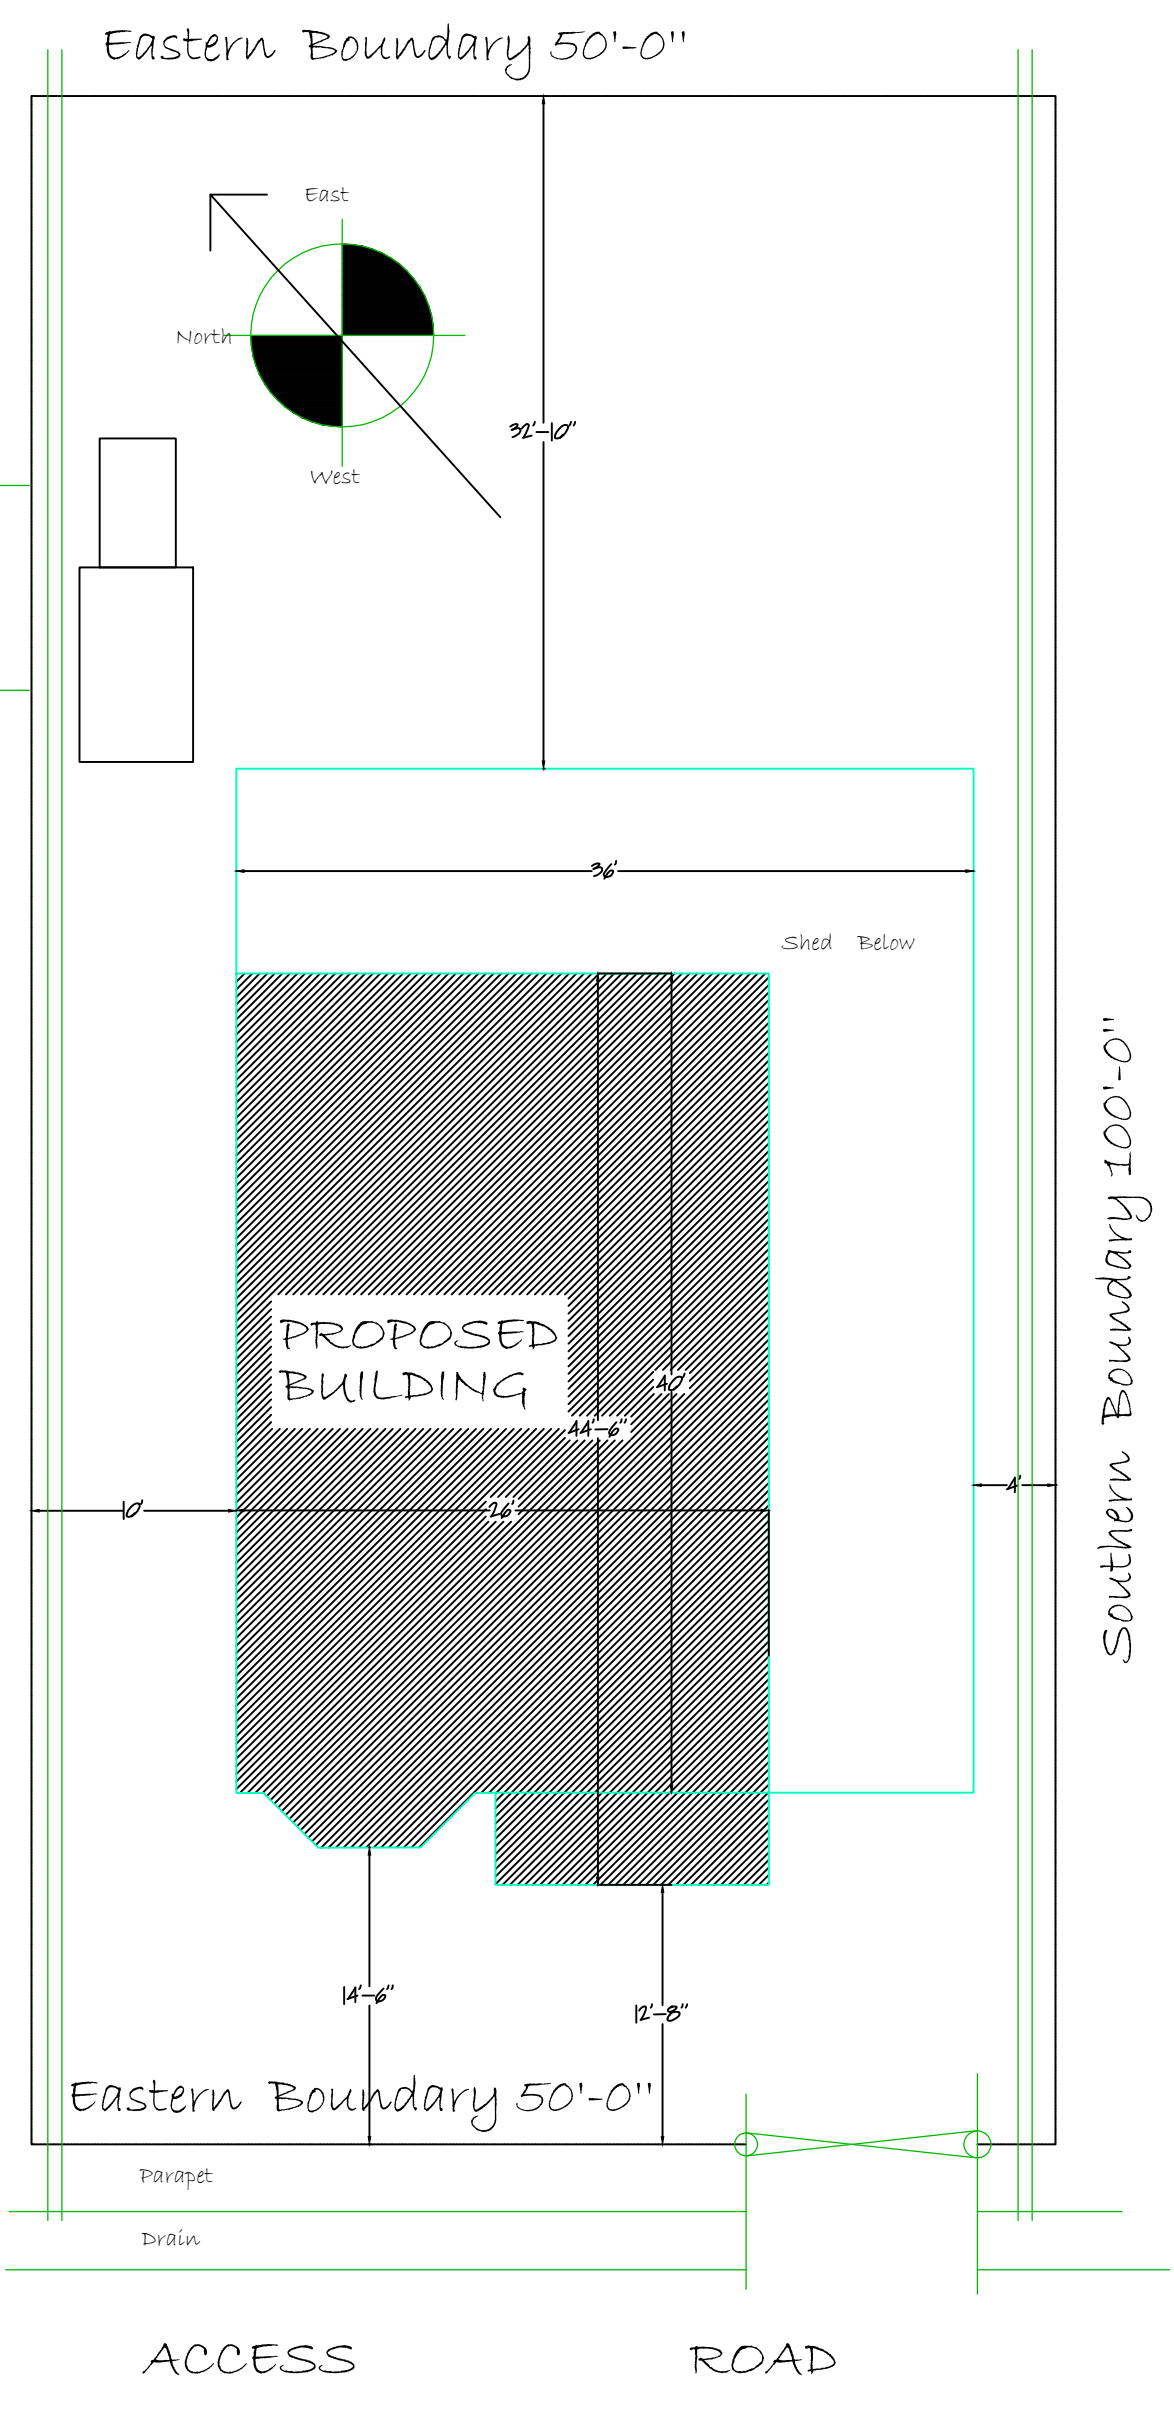 Eastern Boundary 50'-0"
East
North
West
32'-10"
36'
Shed Below
Southern Boundary 100'-0"
PROPOSED
BUILDING
40'
44'-6"
4'
10'
26'
14'-6"
12'-8"
Eastern Boundary 50'-0"
Parapet
Drain
ACCESS ROAD